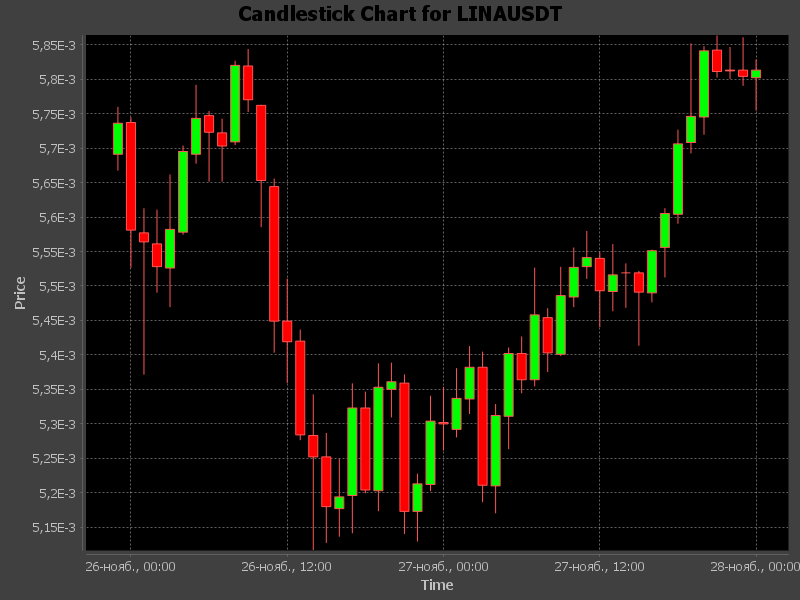 Candlestick Chart for LINAUSDT
5,85E-3
5,8E-3
5,75E-3
5,7E-3
5,65E-3
5,6E-3
5,55E-3
5,5E-3
5,45E-3
5,4E-3
5,35E-3
5,3E-3
5,25E-3
5,2E-3
5,15E-3
Price
26-нояб., 00:00 26-нояб., 12:00 27-нояб., 00:00 27-нояб., 12:00 28-нояб., 00:00
Time